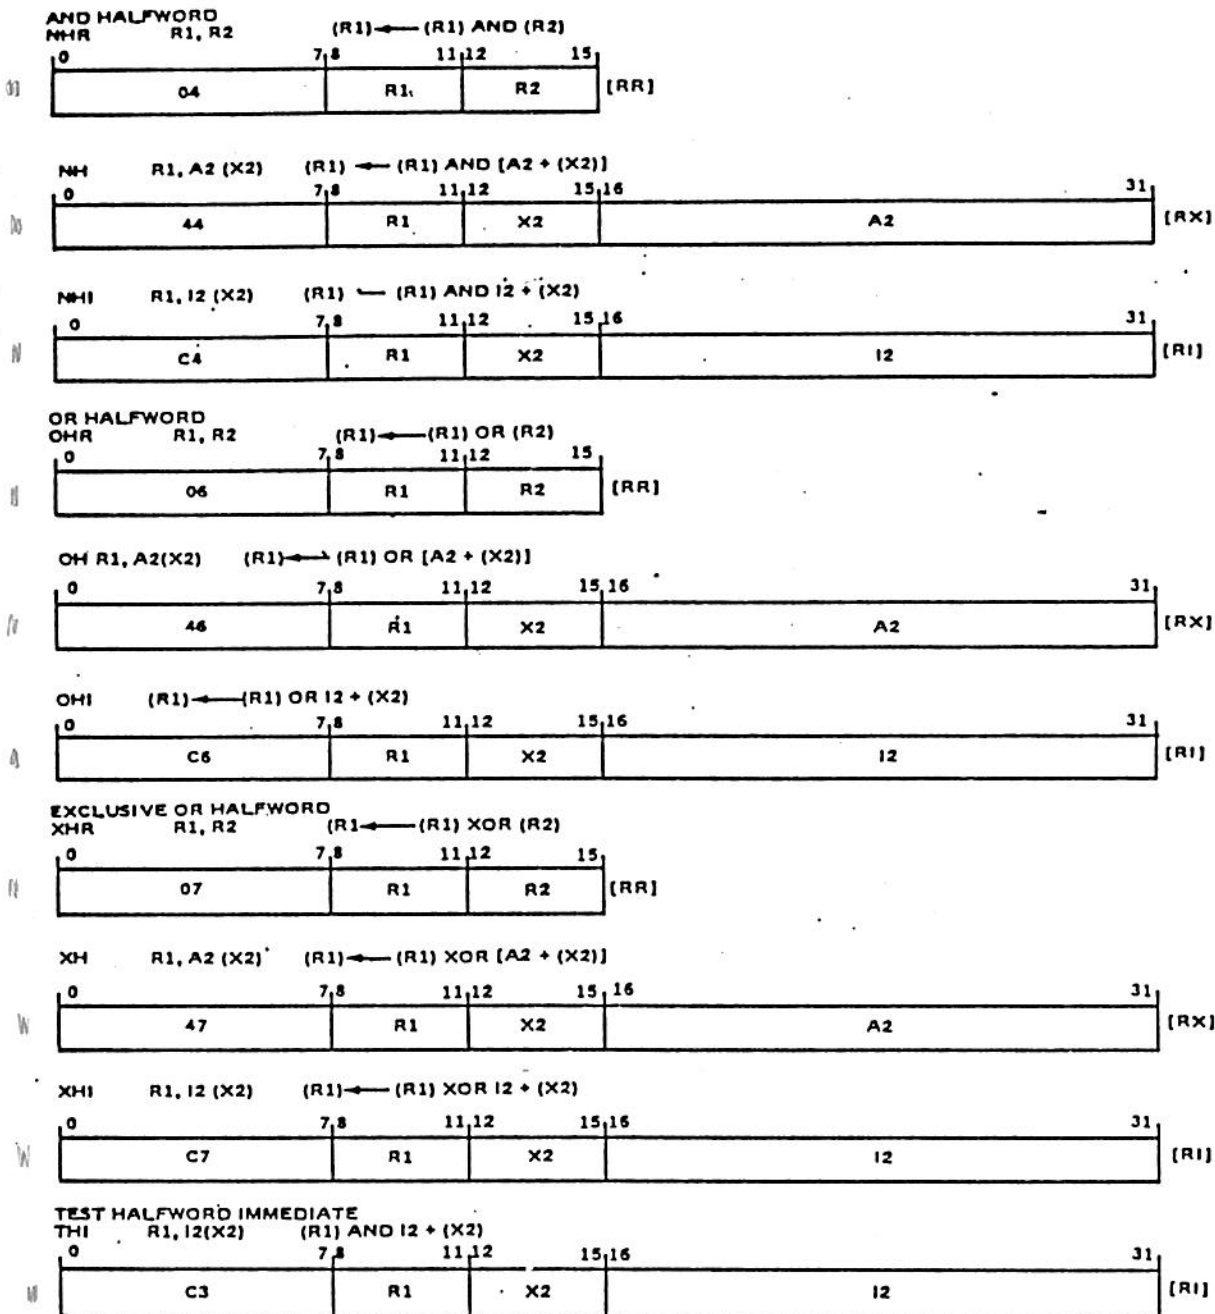 AND HALFWORD
NHR R1, R2 (R1) ← (R1) AND (R2)
0 7 8 11 12 15
04 R1 R2 [RR]
NH R1, A2 (X2) (R1) ← (R1) AND [A2 + (X2)]
0 7 8 11 12 15 16 31
44 R1 X2 A2 [RX]
NHI R1, I2 (X2) (R1) ← (R1) AND I2 + (X2)
0 7 8 11 12 15 16 31
C4 R1 X2 I2 [RI]
OR HALFWORD
OHR R1, R2 (R1) ← (R1) OR (R2)
0 7 8 11 12 15
06 R1 R2 [RR]
OH R1, A2(X2) (R1) ← (R1) OR [A2 + (X2)]
0 7 8 11 12 15 16 31
46 R1 X2 A2 [RX]
OHI (R1) ← (R1) OR I2 + (X2)
0 7 8 11 12 15 16 31
C6 R1 X2 I2 [RI]
EXCLUSIVE OR HALFWORD
XHR R1, R2 (R1 ← (R1) XOR (R2)
0 7 8 11 12 15
07 R1 R2 [RR]
XH R1, A2 (X2) (R1) ← (R1) XOR [A2 + (X2)]
0 7 8 11 12 15 16 31
47 R1 X2 A2 [RX]
XHI R1, I2 (X2) (R1) ← (R1) XOR I2 + (X2)
0 7 8 11 12 15 16 31
C7 R1 X2 I2 [RI]
TEST HALFWORD IMMEDIATE
THI R1, I2(X2) (R1) AND I2 + (X2)
0 7 8 11 12 15 16 31
C3 R1 X2 I2 [RI]